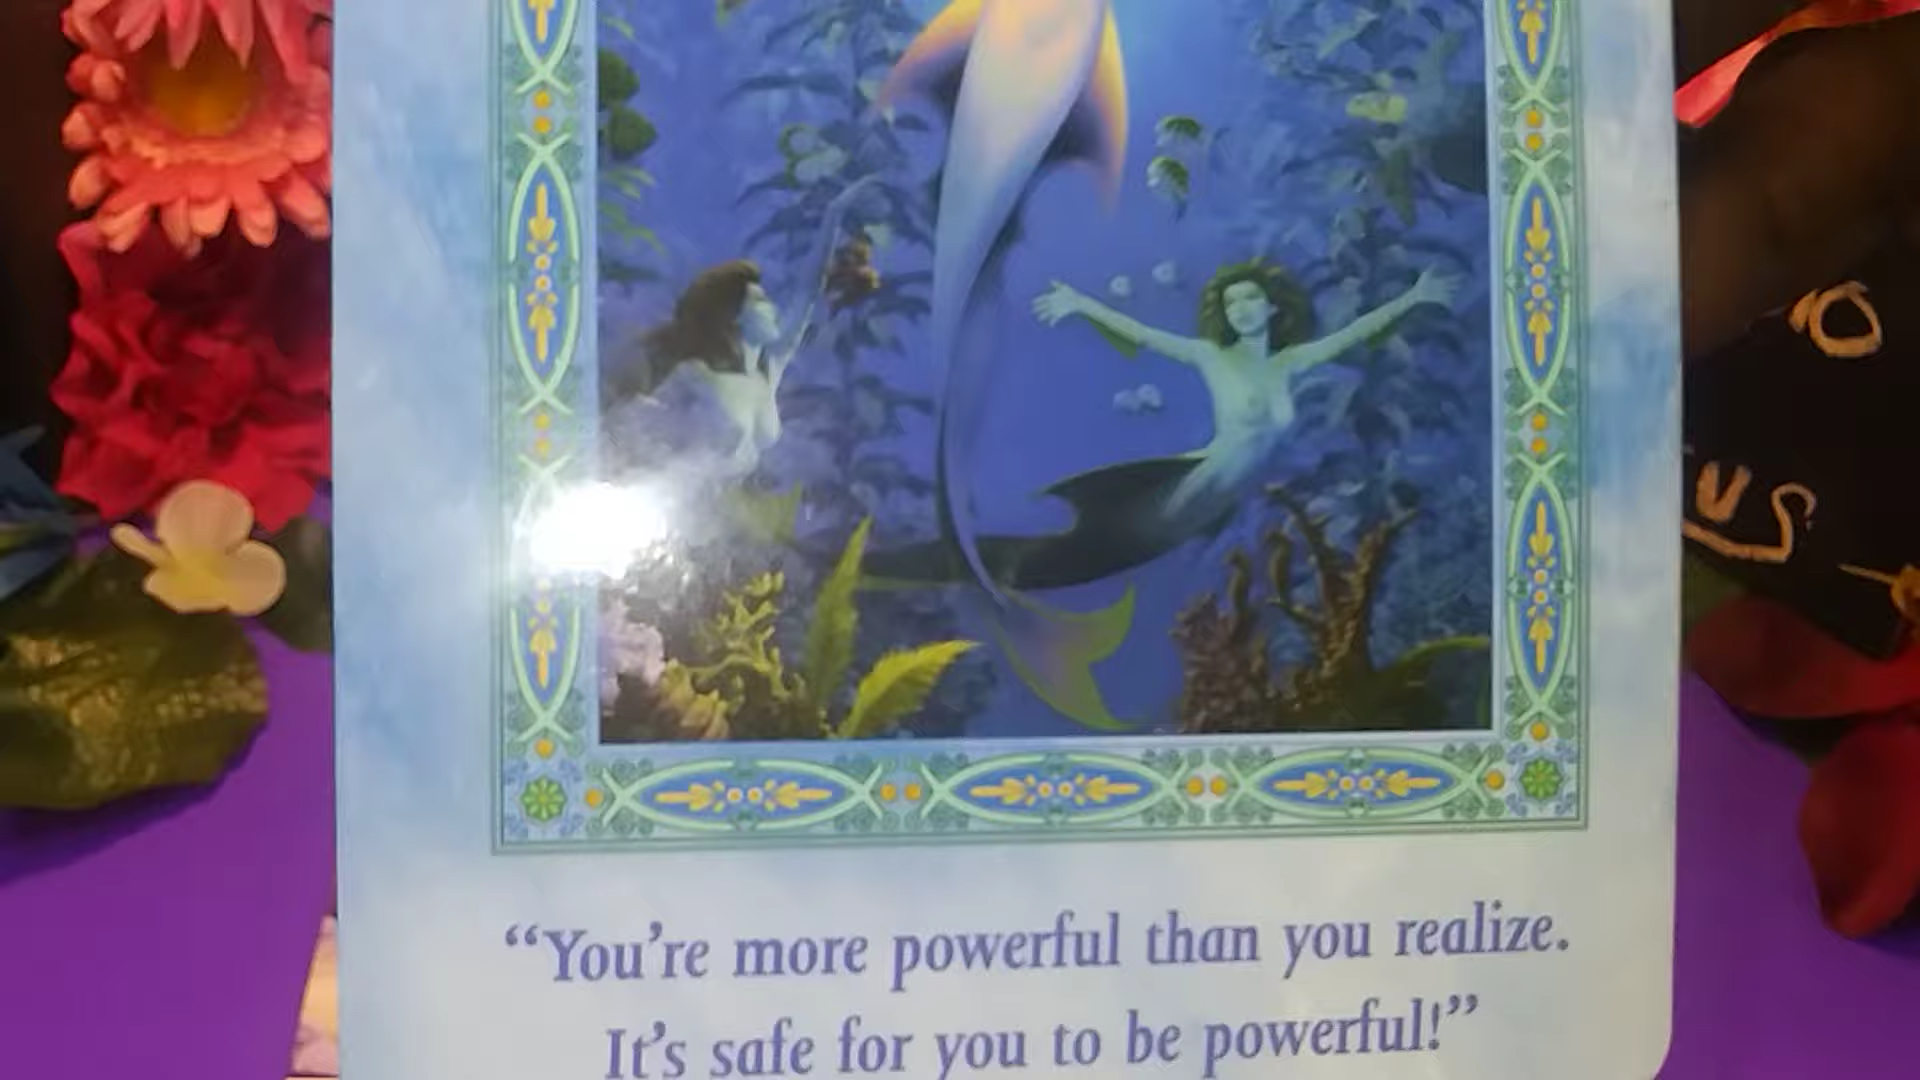 “You’re more powerful than you realize.
It’s safe for you to be powerful!”